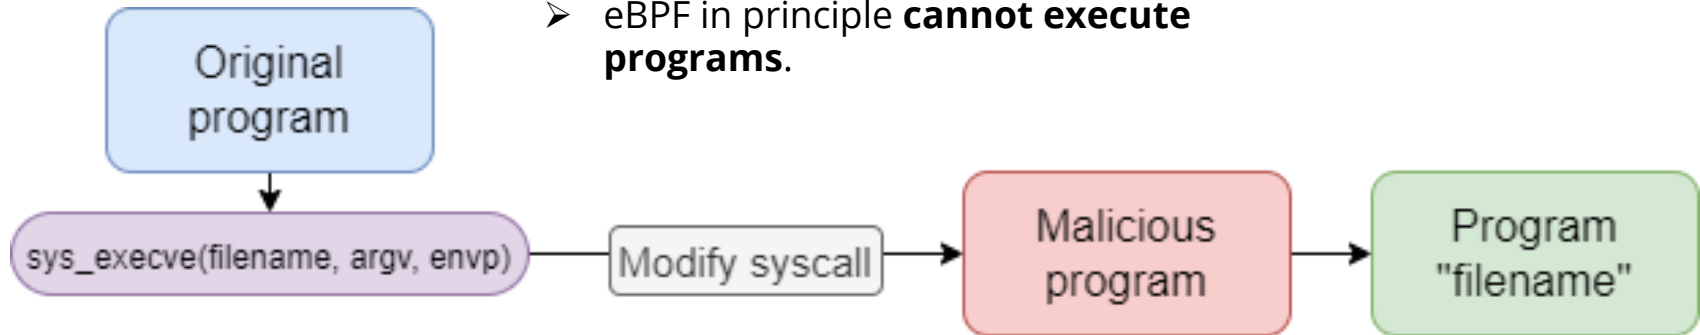 ➢ eBPF in principle cannot execute
programs.
Original
program
sys_execve(filename, argv, envp)
Modify syscall
Malicious
program
Program
"filename"